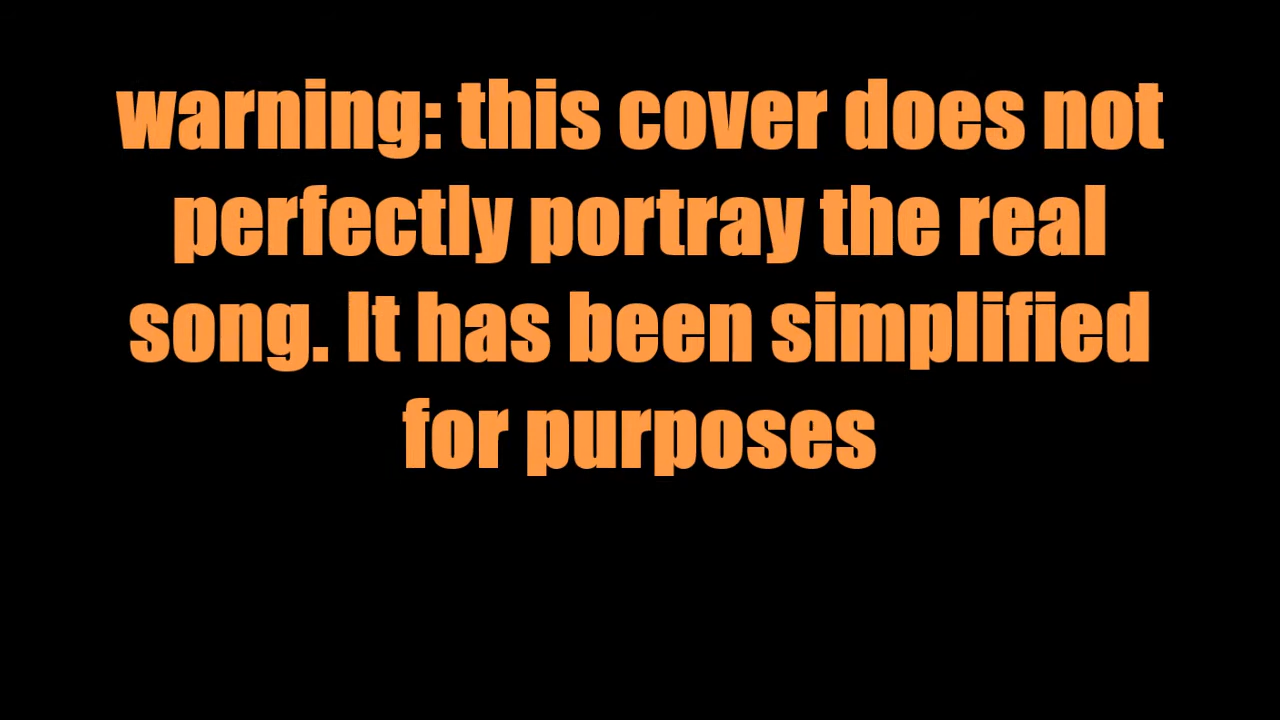 warning: this cover does not
perfectly portray the real
song. It has been simplified
for purposes